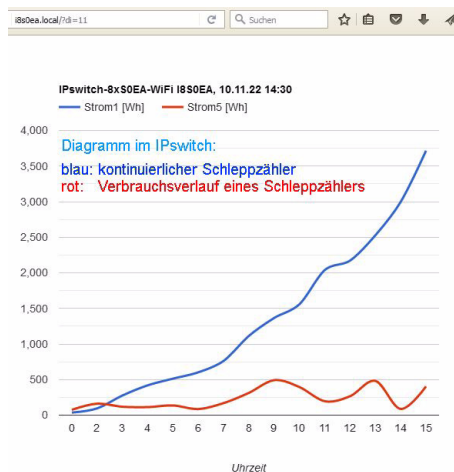 i8s0ea.local/?di=11
Suchen
IPswitch-8xS0EA-WiFi I8S0EA, 10.11.22 14:30
Strom1 [Wh] Strom5 [Wh]
4,000
Diagramm im IPswitch:
3,500
blau: kontinuierlicher Schleppzähler
rot: Verbrauchsverlauf eines Schleppzählers
3,000
2,500
2,000
1,500
1,000
500
0
0 2 3 4 5 6 7 8 9 10 11 12 13 14 15
Uhrzeit